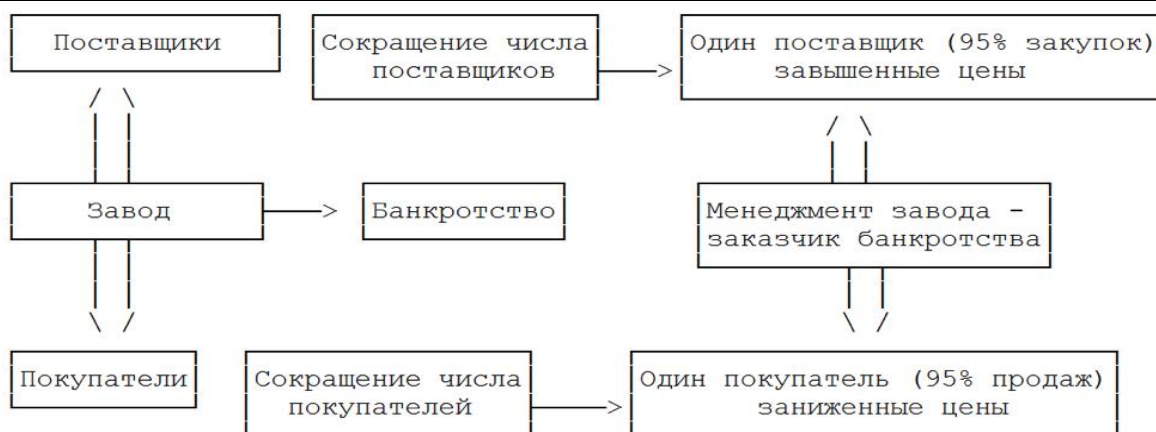 Поставщики
Сокращение числа
поставщиков
Один поставщик (95% закупок)
завышенные цены
Завод
Банкротство
Менеджмент завода -
заказчик банкротства
Покупатели
Сокращение числа
покупателей
Один покупатель (95% продаж)
заниженные цены